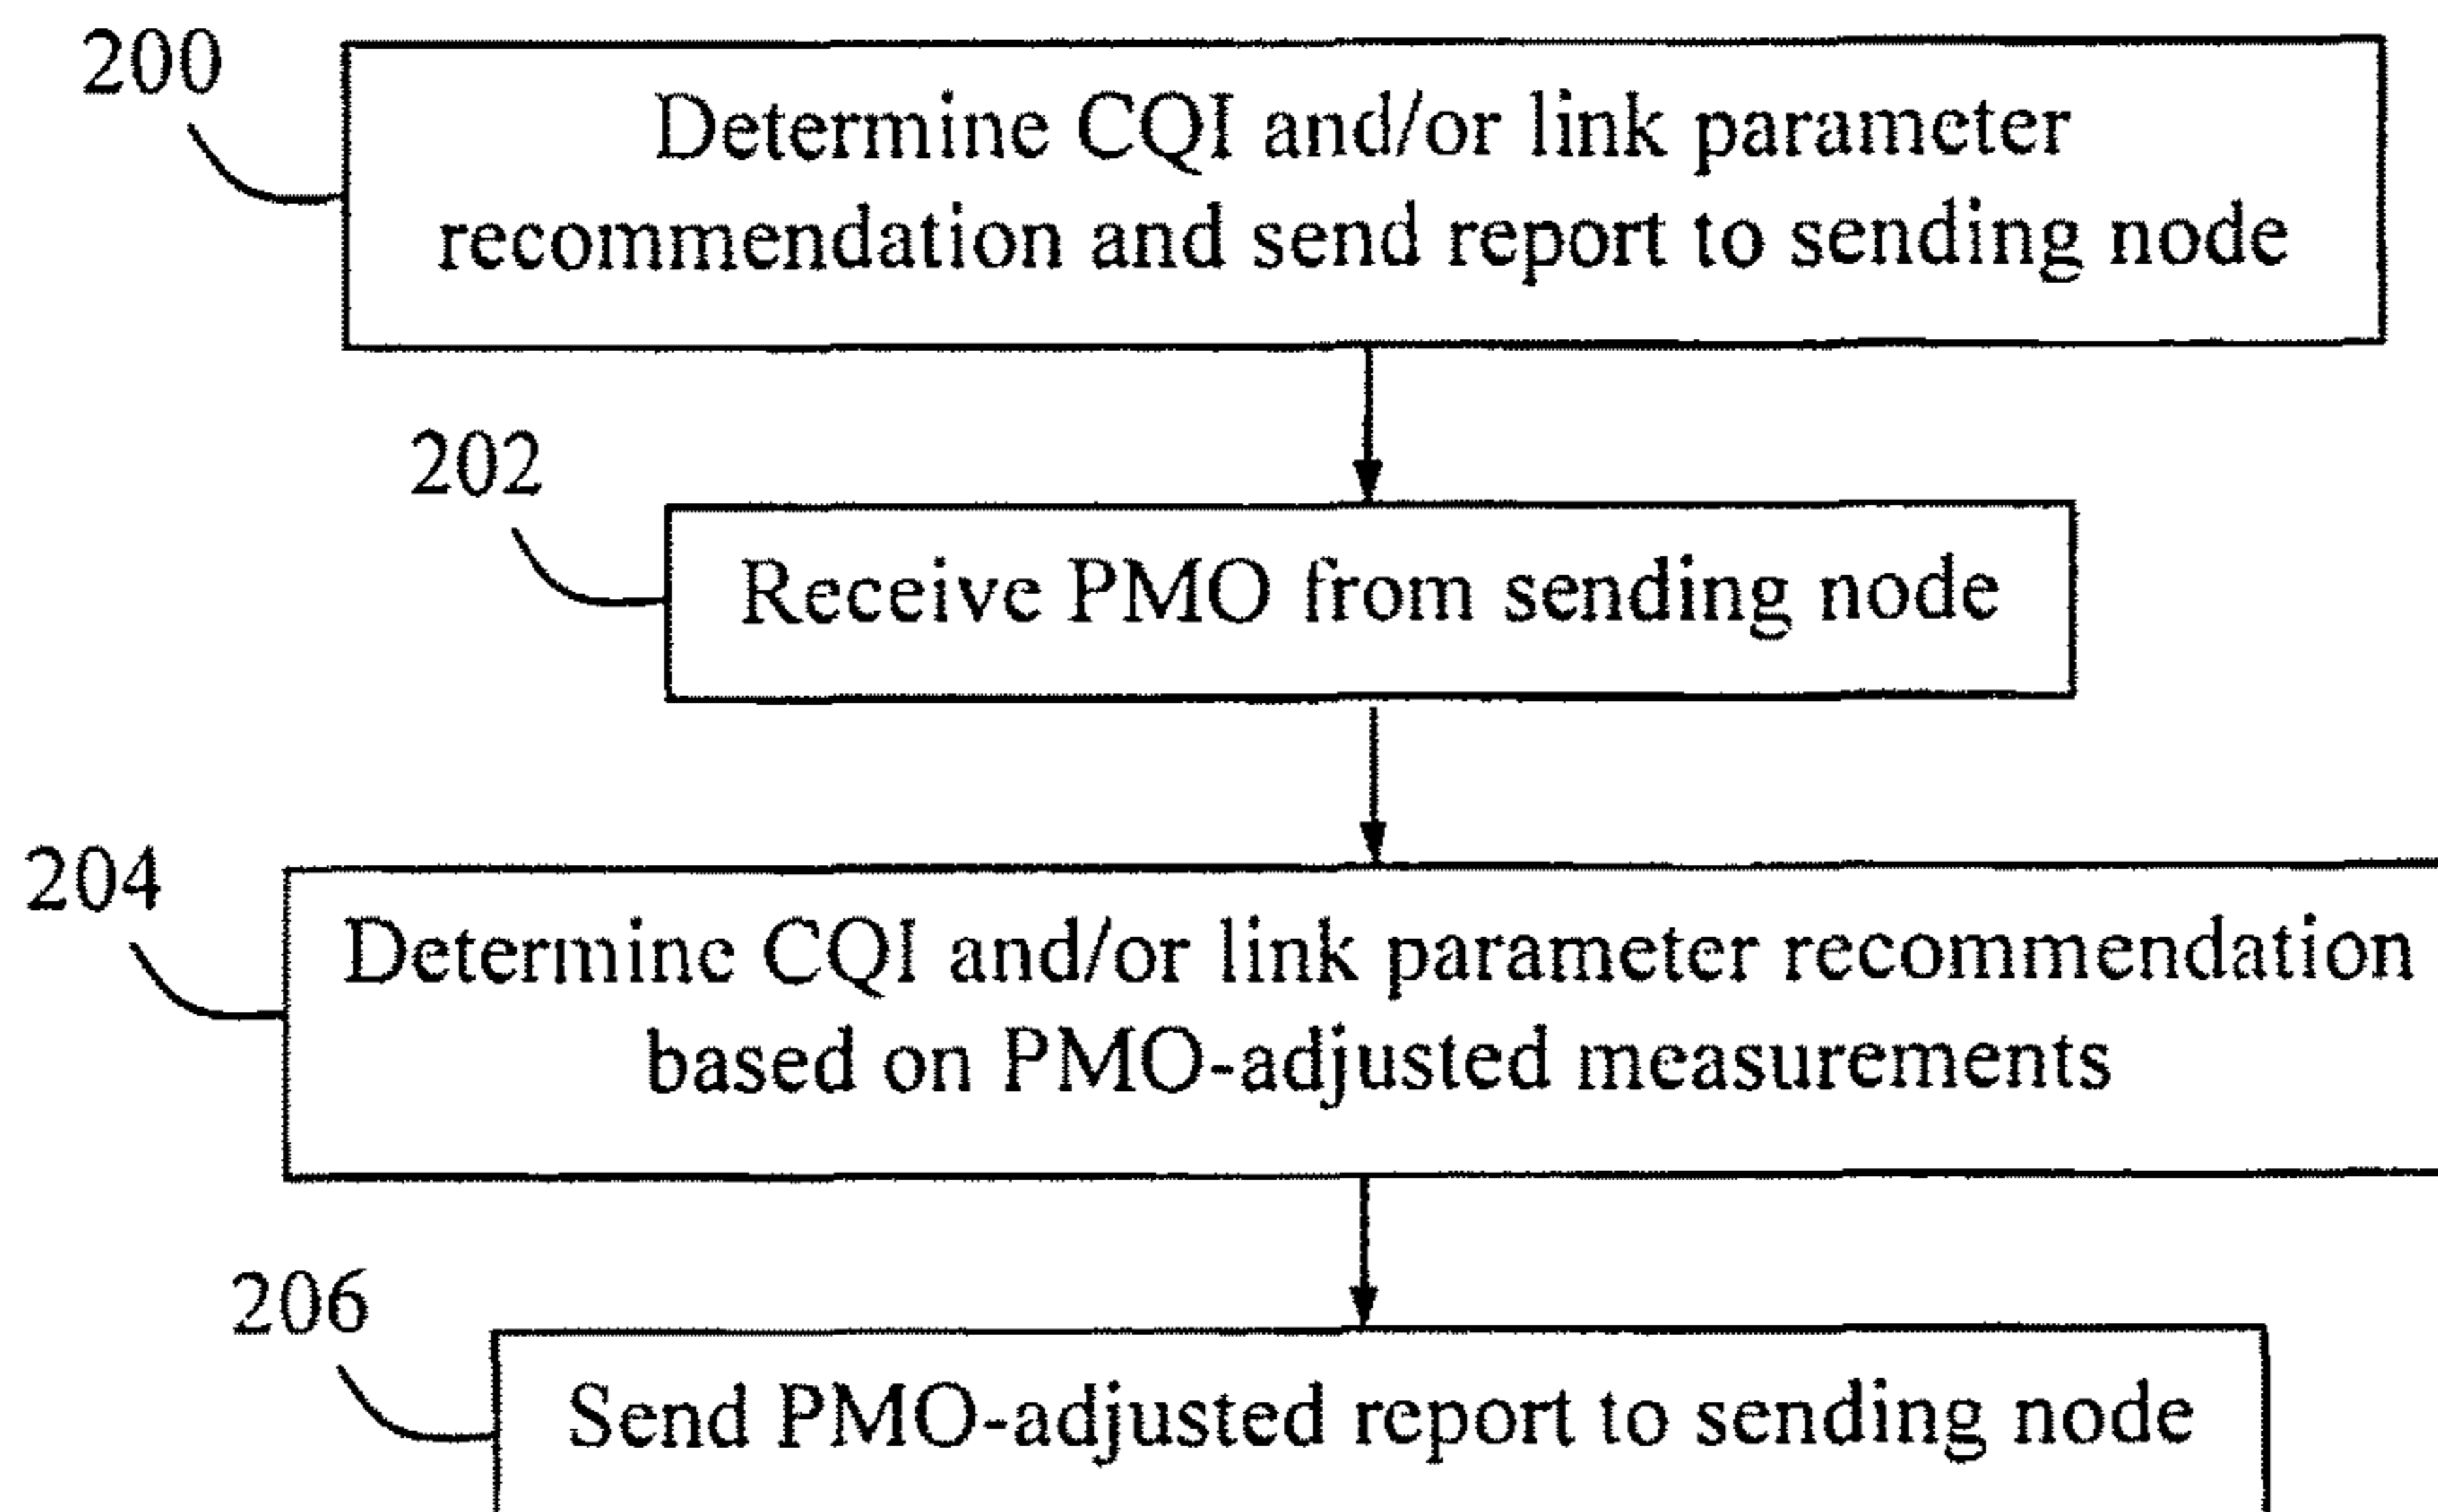 200
Determine CQI and/or link parameter
recommendation and send report to sending node
202
Receive PMO from sending node
204
Determine CQI and/or link parameter recommendation
based on PMO-adjusted measurements
206
Send PMO-adjusted report to sending node